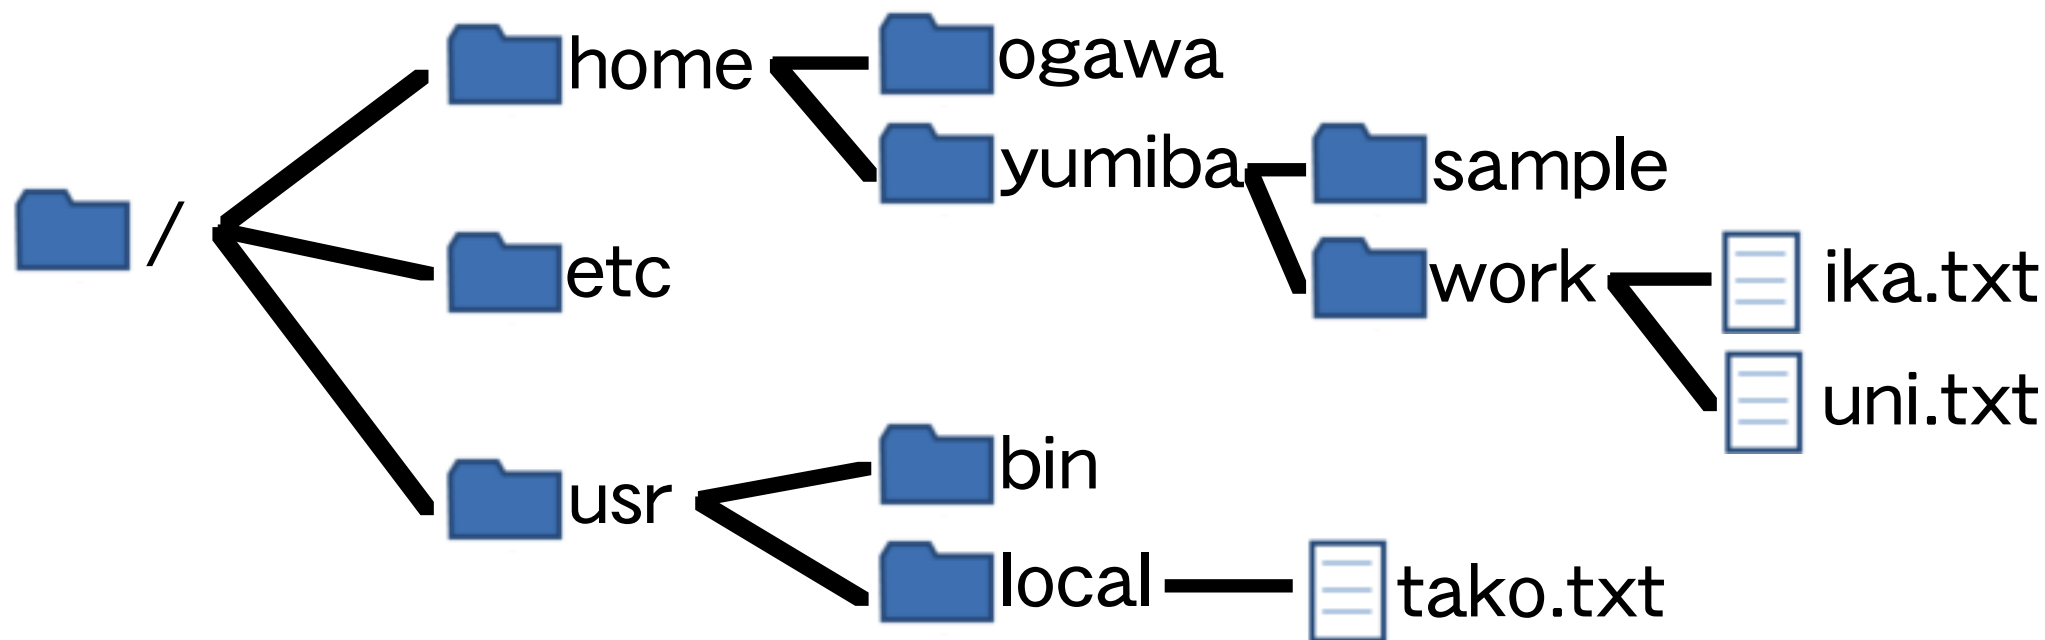 /
home
ogawa
yumiba
sample
work
ika.txt
uni.txt
etc
usr
bin
local
tako.txt